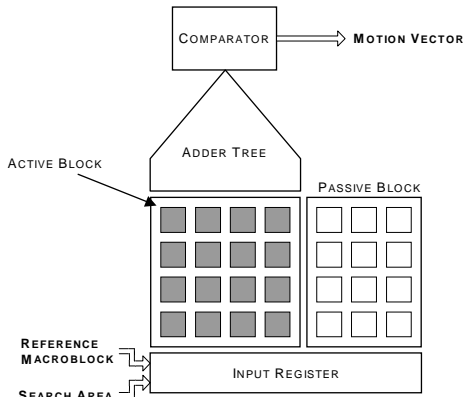 COMPARATOR
MOTION VECTOR
ADDER TREE
ACTIVE BLOCK
PASSIVE BLOCK
REFERENCE
MACROBLOCK
INPUT REGISTER
SEARCH AREA